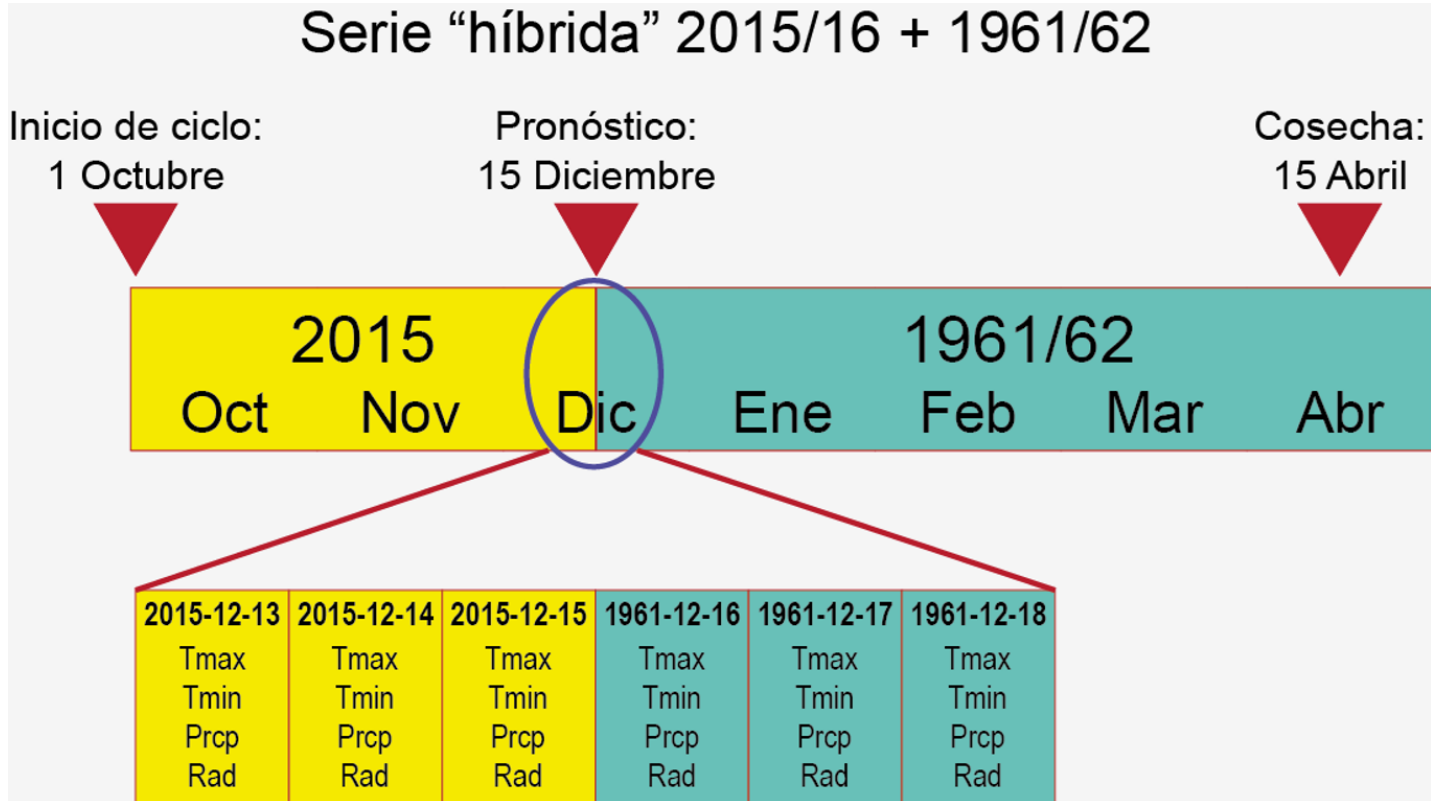 Serie “híbrida” 2015/16 + 1961/62
Inicio de ciclo:
1 Octubre
Pronóstico:
15 Diciembre
Cosecha:
15 Abril
2015
1961/62
Oct Nov Dic Ene Feb Mar Abr
2015-12-13 2015-12-14 2015-12-15 1961-12-16 1961-12-17 1961-12-18
Tmax Tmax Tmax Tmax Tmax Tmax
Tmin Tmin Tmin Tmin Tmin Tmin
Prcp Prcp Prcp Prcp Prcp Prcp
Rad Rad Rad Rad Rad Rad